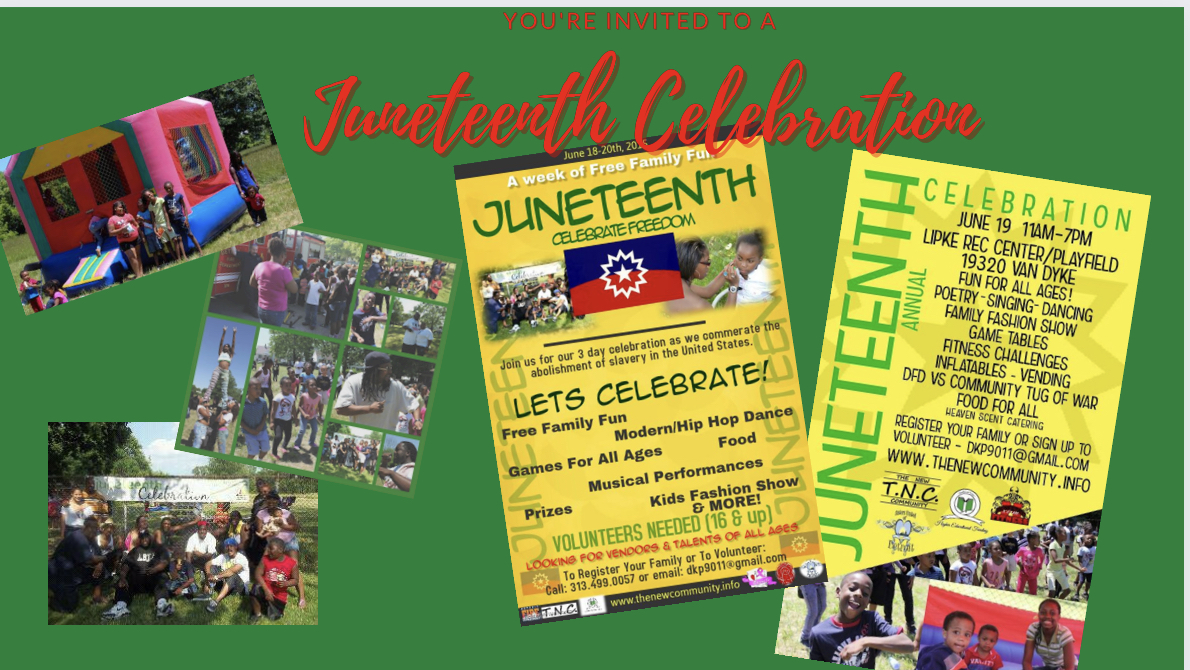 YOU'RE INVITED TO A
Juneteenth Celebration
June 18-20th,
A week of Free Family Fun
JUNETEENTH
CELEBRATE FREEDOM
Celebration
Join us for our 3 day celebration as we commerate the
abolishment of slavery in the United States.
LETS CELEBRATE!
Free Family Fun
Modern/Hip Hop Dance
Food
Games For All Ages
Musical Performances
Kids Fashion Show
& MORE!
Prizes
VOLUNTEERS NEEDED (16 & up)
LOOKING FOR VENDORS & TALENTS OF ALL AGES
To Register Your Family or To Volunteer:
Call: 313.499.0057 or email: dkp9011@gmail.com
T.N.C.
www.thenewcommunity.info
JUNETEENTH
JUNETEENTH
JUNETEENTH
ANNUAL
CELEBRATION
JUNE 19 11AM-7PM
LIPKE REC CENTER/PLAYFIELD
19320 VAN DYKE
FUN FOR ALL AGES!
POETRY-SINGING-DANCING
FAMILY FASHION SHOW
GAME TABLES
FITNESS CHALLENGES
INFLATABLES - VENDING
DFD VS COMMUNITY TUG OF WAR
FOOD FOR ALL
HEAVEN SCENT CATERING
REGISTER YOUR FAMILY OR SIGN UP TO
VOLUNTEER - DKP9011@GMAIL.COM
WWW.THENEWCOMMUNITY.INFO
THE NEW
T.N.C.
COMMUNITY
Celebration